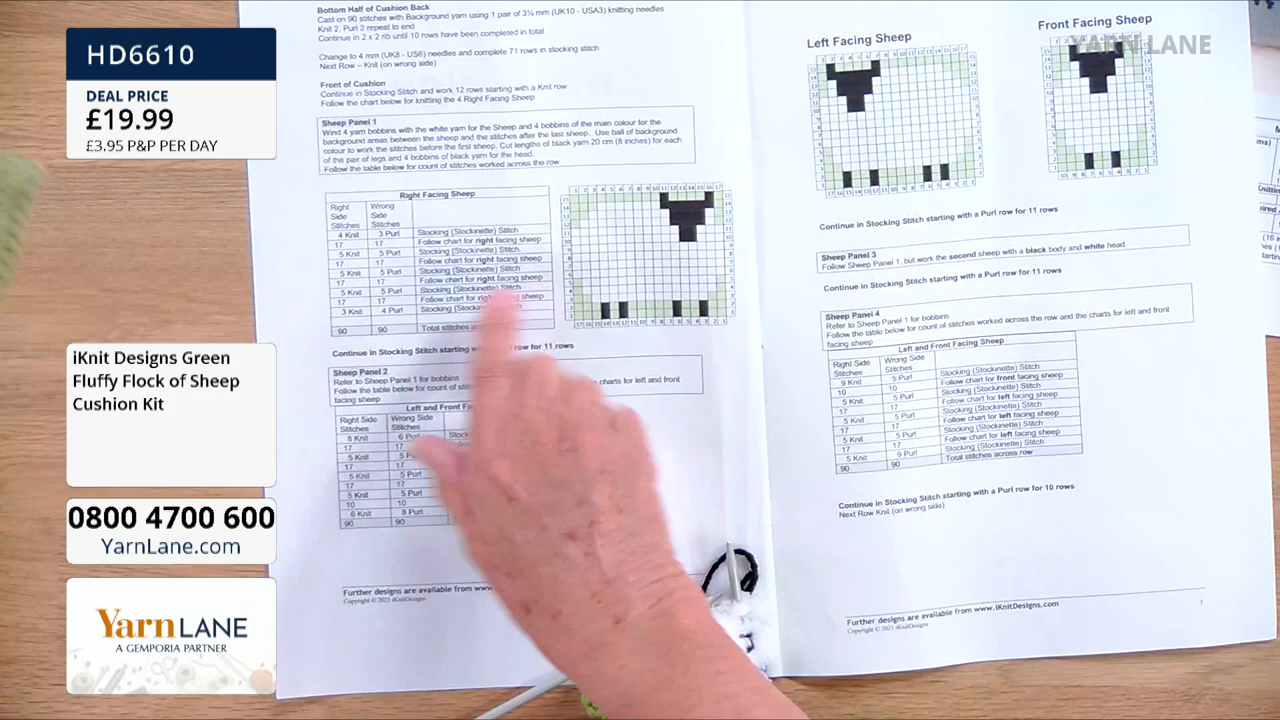 HD6610
DEAL PRICE
£19.99
£3.95 P&P PER DAY
iKnit Designs Green
Fluffy Flock of Sheep
Cushion Kit
0800 4700 600
YarnLane.com
YarnLANE
A GEMPORIA PARTNER
YARN LANE
Bottom Half of Cushion Back
Cast on 90 stitches with Background yarn using 1 pair of 3¼ mm (UK10 - USA3) knitting needles
Knit 2, Purl 2 repeat to end
Continue in 2 x 2 rib until 10 rows have been completed in total
Change to 4 mm (UK8 - US6) needles and complete 71 rows in stocking stitch
Next Row – Knit (on wrong side)
Front of Cushion
Continue in Stocking Stitch and work 12 rows starting with a Knit row
Follow the chart below for knitting the 4 Right Facing Sheep
Sheep Panel 1
Wind 4 yarn bobbins with the white yarn for the Sheep and 4 bobbins of the main colour for the
background areas between the sheep and the stitches after the last sheep. Use ball of background
colour to work the stitches before the first sheep. Cut lengths of black yarn 20 cm (8 inches) for each
of the pair of legs and 4 bobbins of black yarn for the head.
Follow the table below for count of stitches worked across the row
Right Facing Sheep
Right Side Stitches Wrong Side Stitches
4 Knit 3 Purl Stocking (Stockinette) Stitch
17 17 Follow chart for right facing sheep
5 Knit 5 Purl Stocking (Stockinette) Stitch
17 17 Follow chart for right facing sheep
5 Knit 5 Purl Stocking (Stockinette) Stitch
17 17 Follow chart for right facing sheep
5 Knit 5 Purl Stocking (Stockinette) Stitch
17 17 Follow chart for sheep
3 Knit 4 Purl Stocking
90 90 Total stitches
Continue in Stocking Stitch starting row for 11 rows
Sheep Panel 2
Refer to Sheep Panel 1 for bobbins
Follow the table below for count of charts for left and front
facing sheep
Left and Front
Right Side Stitches Wrong Side Stitches
6 Purl
17 17
5 Knit
17 17
5 Knit 5 Purl
17 17
5 Knit 5 Purl
10 10
6 Knit 8 Purl
90 90
Further designs are available from
Copyright © 2021 iKnitDesigns
Left Facing Sheep
Front Facing Sheep
Continue in Stocking Stitch starting with a Purl row for 11 rows
Sheep Panel 3
Follow Sheep Panel 1, but work the second sheep with a black body and white head
Continue in Stocking Stitch starting with a Purl row for 11 rows
Sheep Panel 4
Refer to Sheep Panel 1 for bobbins
Follow the table below for count of stitches worked across the row and the charts for left and front
facing sheep
Left and Front Facing Sheep
Right Side Stitches Wrong Side Stitches
9 Knit 5 Purl Stocking (Stockinette) Stitch
10 10 Follow chart for front facing sheep
5 Knit 5 Purl Stocking (Stockinette) Stitch
17 17 Follow chart for left facing sheep
5 Knit 5 Purl Stocking (Stockinette) Stitch
17 17 Follow chart for left facing sheep
5 Knit 5 Purl Stocking (Stockinette) Stitch
17 17 Follow chart for left facing sheep
5 Knit 9 Purl Stocking (Stockinette) Stitch
90 90 Total stitches across row
Continue in Stocking Stitch starting with a Purl row for 10 rows
Next Row Knit (on wrong side)
Further designs are available from www.iKnitDesigns.com
Copyright © 2021 iKnitDesigns
1